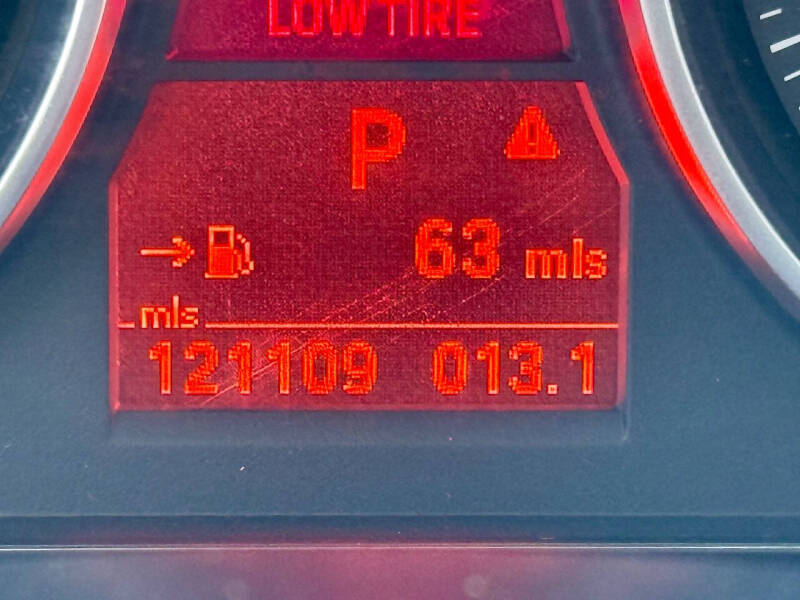 LOW TIRE
P
63 mls
mls
121109 013.1